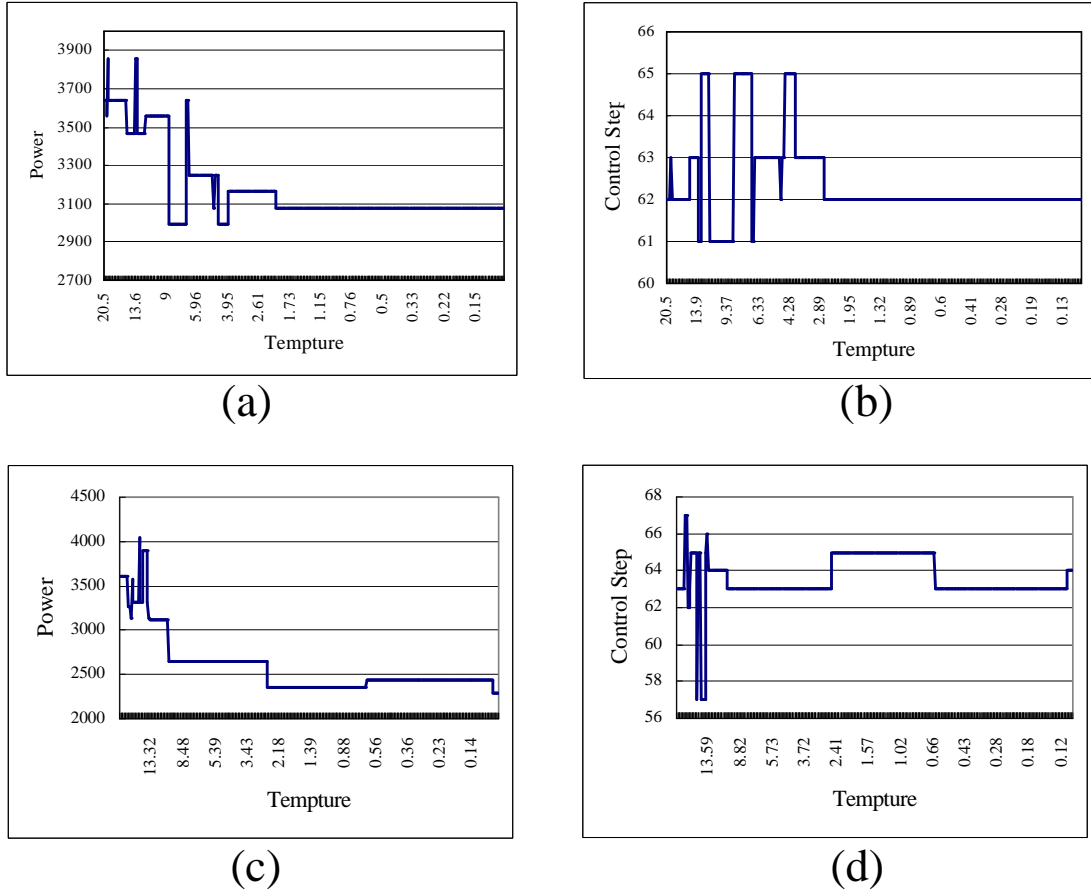 3900
3700
3500
3300
3100
2900
2700
Power
20.5 13.6 9 5.96 3.95 2.61 1.73 1.15 0.76 0.5 0.33 0.22 0.15
Tempture
(a)
66
65
64
63
62
61
60
Control Step
20.5 13.9 9.37 6.33 4.28 2.89 1.95 1.32 0.89 0.6 0.41 0.28 0.19 0.13
Tempture
(b)
4500
4000
3500
3000
2500
2000
Power
13.32 8.48 5.39 3.43 2.18 1.39 0.88 0.56 0.36 0.23 0.14
Tempture
(c)
68
66
64
62
60
58
56
Control Step
13.59 8.82 5.73 3.72 2.41 1.57 1.02 0.66 0.43 0.28 0.18 0.12
Tempture
(d)